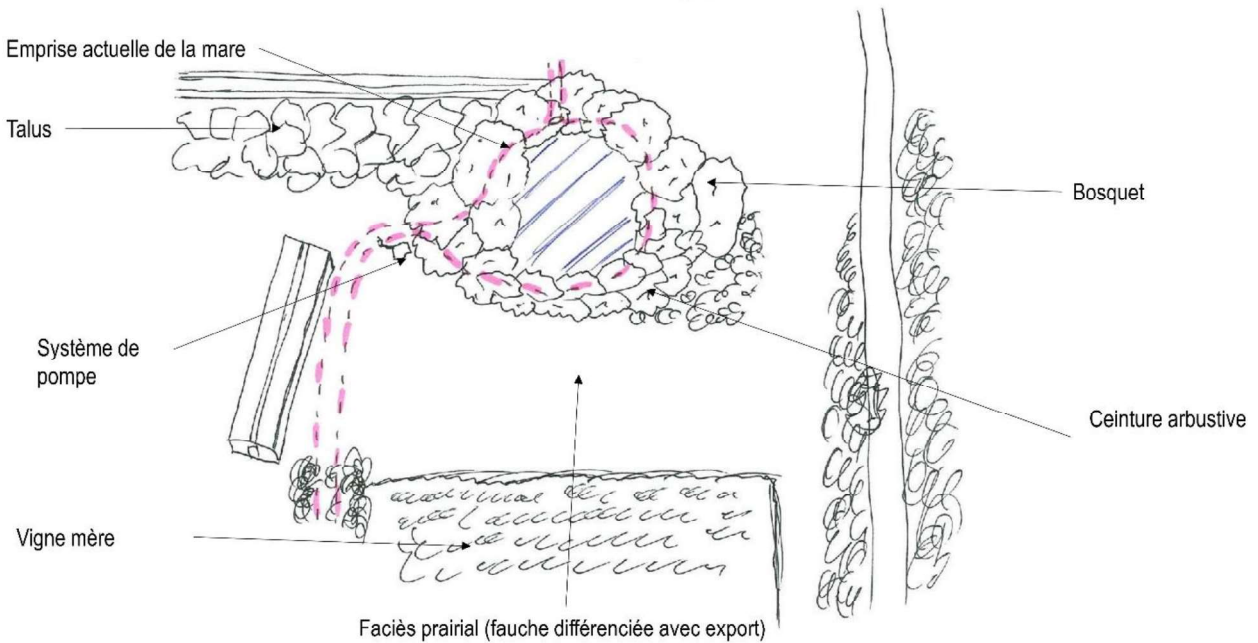 Emprise actuelle de la mare
Talus
Bosquet
Système de
pompe
Ceinture arbustive
Vigne mère
Faciès prairial (fauche différenciée avec export)